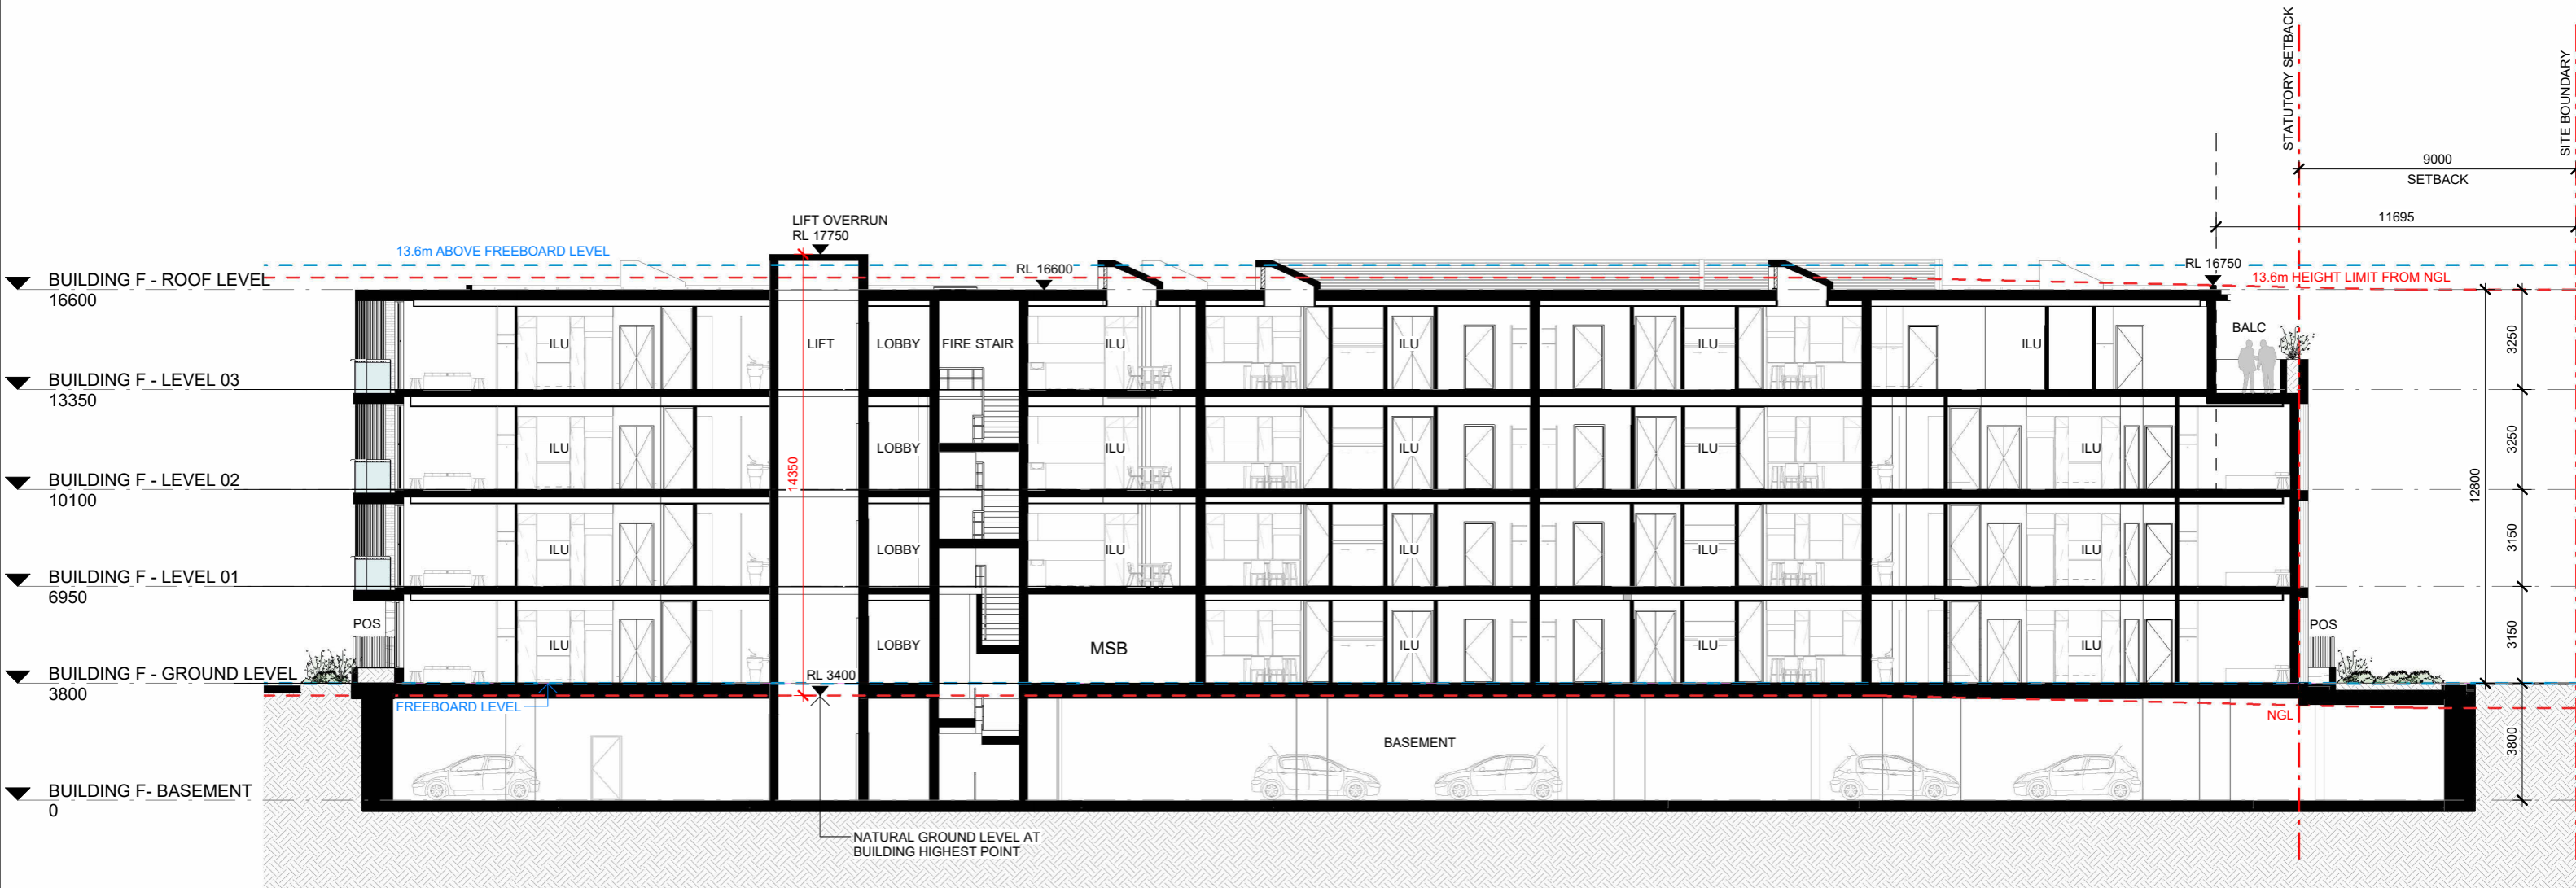 STATUTORY SETBACK
SITE BOUNDARY
9000
SETBACK
11695
LIFT OVERRUN
RL 17750
13.6m ABOVE FREEBOARD LEVEL
RL 16600
RL 16750
13.6m HEIGHT LIMIT FROM NGL
BUILDING F - ROOF LEVEL
16600
ILU
LIFT
LOBBY
FIRE STAIR
ILU
ILU
ILU
ILU
BALC
3250
BUILDING F - LEVEL 03
13350
ILU
LOBBY
ILU
ILU
ILU
ILU
3250
14350
12800
BUILDING F - LEVEL 02
10100
ILU
LOBBY
ILU
ILU
ILU
ILU
3150
BUILDING F - LEVEL 01
6950
POS
ILU
LOBBY
MSB
ILU
ILU
ILU
POS
3150
BUILDING F - GROUND LEVEL
3800
RL 3400
FREEBOARD LEVEL
NGL
BASEMENT
3800
BUILDING F- BASEMENT
0
NATURAL GROUND LEVEL AT
BUILDING HIGHEST POINT